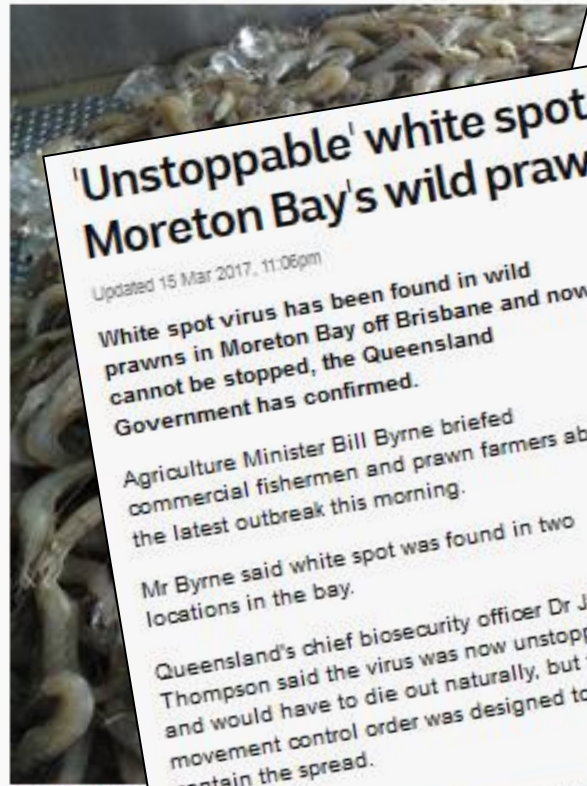 'Unstoppable' white spot
Moreton Bay's wild praw
Updated 15 Mar 2017, 11:06pm
White spot virus has been found in wild
prawns in Moreton Bay off Brisbane and now
cannot be stopped, the Queensland
Government has confirmed.
Agriculture Minister Bill Byrne briefed
commercial fishermen and prawn farmers ab
the latest outbreak this morning.
Mr Byrne said white spot was found in two
locations in the bay.
Queensland's chief biosecurity officer Dr J
Thompson said the virus was now unstopp
and would have to die out naturally, but
movement control order was designed to
contain the spread.